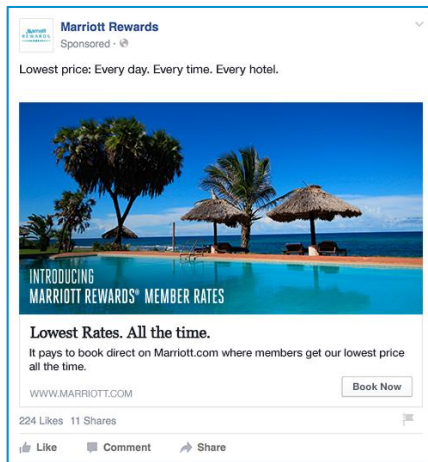 Marriott
REWARDS
Marriott Rewards
Sponsored ·
Lowest price: Every day. Every time. Every hotel.
INTRODUCING
MARRIOTT REWARDS® MEMBER RATES
Lowest Rates. All the time.
It pays to book direct on Marriott.com where members get our lowest price
all the time.
WWW.MARRIOTT.COM
Book Now
224 Likes 11 Shares
Like Comment Share